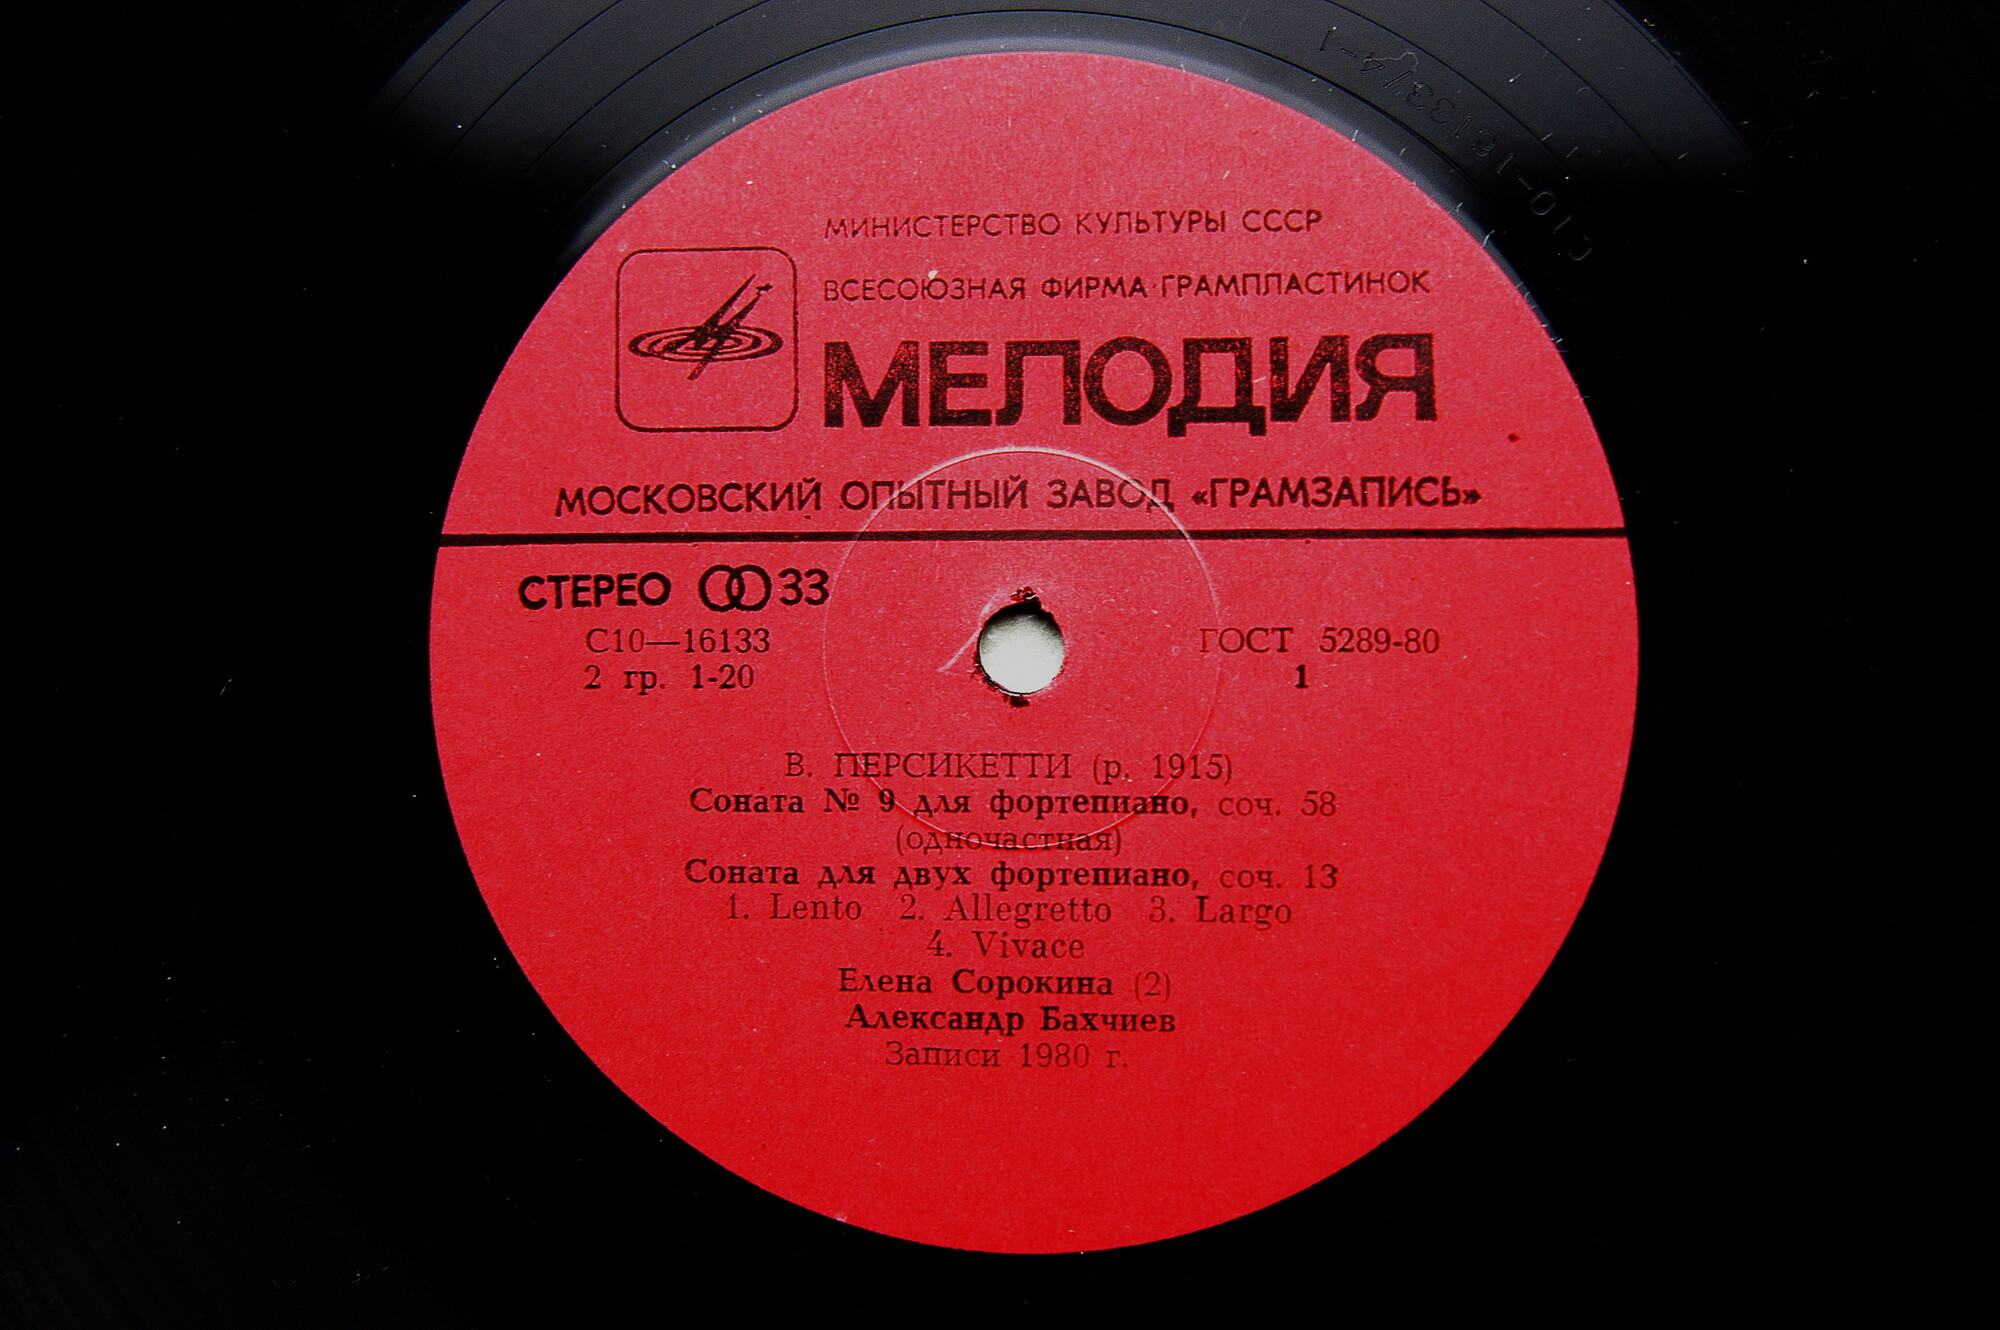 С10-16133/4-1
МИНИСТЕРСТВО КУЛЬТУРЫ СССР
ВСЕСОЮЗНАЯ ФИРМА ГРАМПЛАСТИНОК
МЕЛОДИЯ
МОСКОВСКИЙ ОПЫТНЫЙ ЗАВОД «ГРАМЗАПИСЬ»
СТЕРЕО 33
С10—16133
ГОСТ 5289-80
2 гр. 1-20
1
В. ПЕРСИКЕТТИ (р. 1915)
Соната № 9 для фортепиано, соч. 58
(одночастная)
Соната для двух фортепиано, соч. 13
1. Lento 2. Allegretto 3. Largo
4. Vivace
Елена Сорокина (2)
Александр Бахчиев
Записи 1980 г.